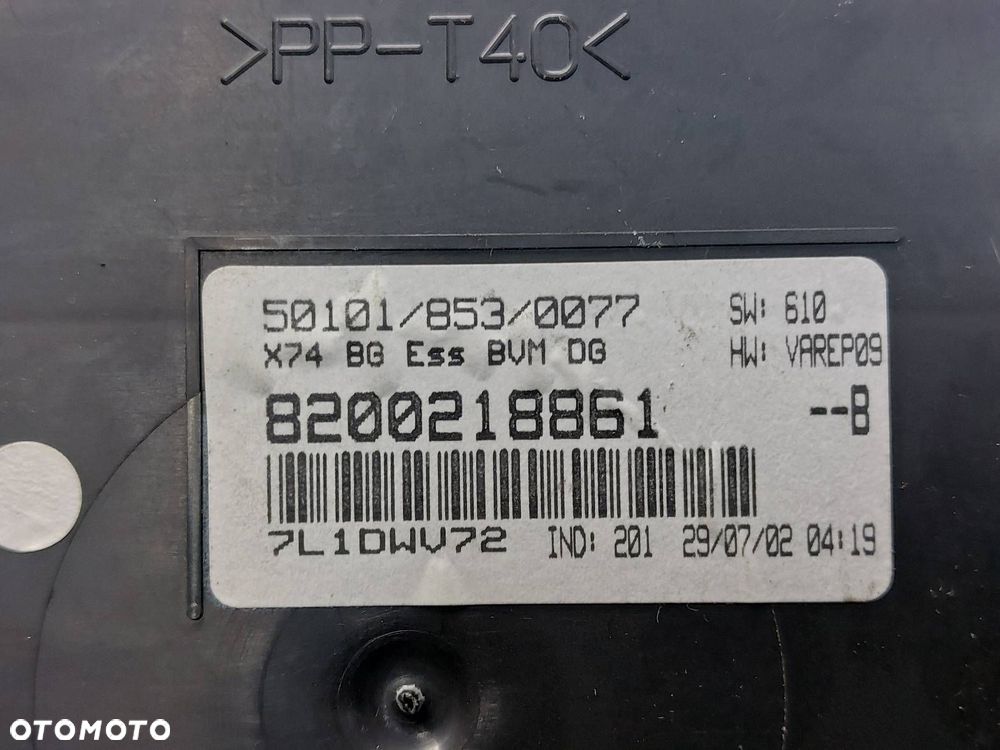 >PP-T40<
50101/853/0077 SW: 610
X74 BG Ess BVM DG HW: VAREP09
8200218861 --B
7L1DWV72 IND: 201 29/07/02 04:19
OTOMOTO